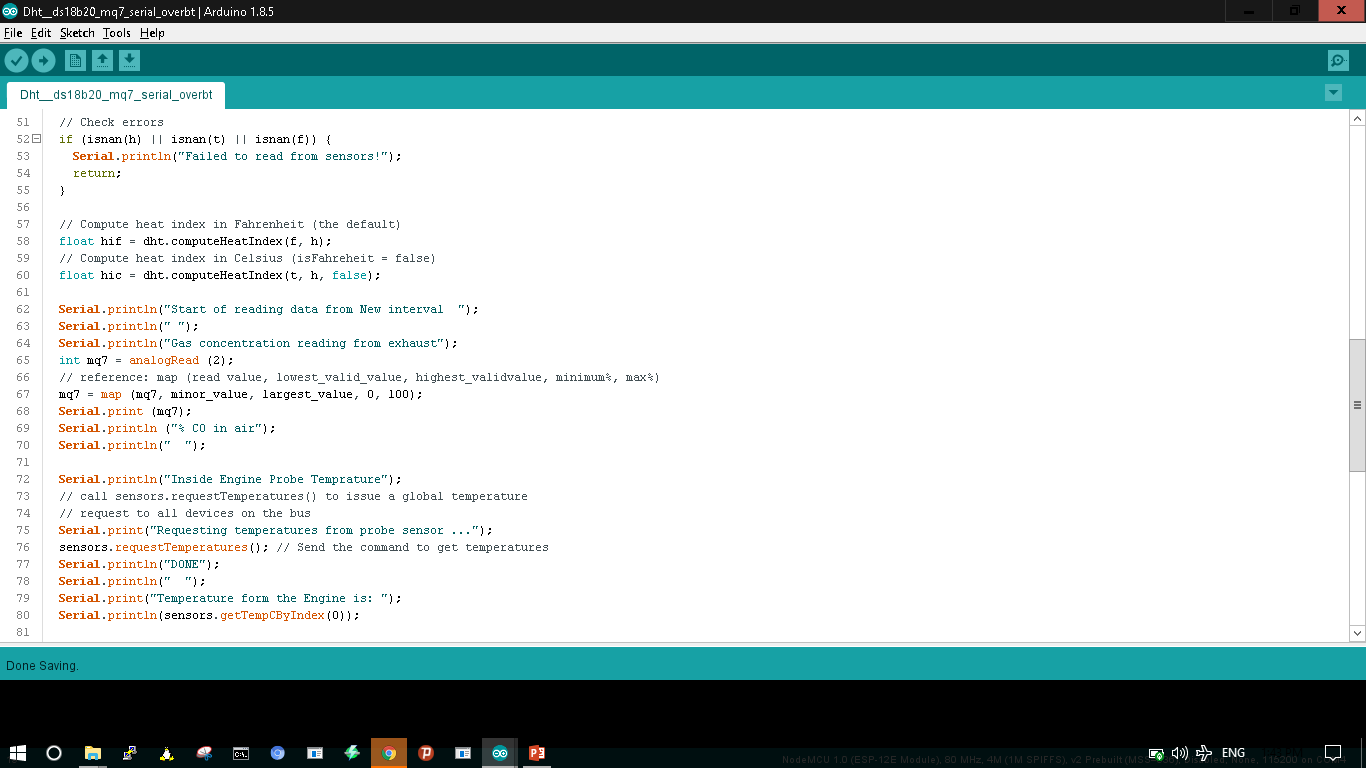 Dht__ds18b20_mq7_serial_overbt | Arduino 1.8.5
File Edit Sketch Tools Help
Dht__ds18b20_mq7_serial_overbt
51 // Check errors
52 if (isnan(h) || isnan(t) || isnan(f)) {
53 Serial.println("Failed to read from sensors!");
54 return;
55 }
56
57 // Compute heat index in Fahrenheit (the default)
58 float hif = dht.computeHeatIndex(f, h);
59 // Compute heat index in Celsius (isFahreheit = false)
60 float hic = dht.computeHeatIndex(t, h, false);
61
62 Serial.println("Start of reading data from New interval  ");
63 Serial.println(" ");
64 Serial.println("Gas concentration reading from exhaust");
65 int mq7 = analogRead (2);
66 // reference: map (read value, lowest_valid_value, highest_validvalue, minimum%, max%)
67 mq7 = map (mq7, minor_value, largest_value, 0, 100);
68 Serial.print (mq7);
69 Serial.println ("% CO in air");
70 Serial.println("  ");
71
72 Serial.println("Inside Engine Probe Temprature");
73 // call sensors.requestTemperatures() to issue a global temperature
74 // request to all devices on the bus
75 Serial.print("Requesting temperatures from probe sensor ...");
76 sensors.requestTemperatures(); // Send the command to get temperatures
77 Serial.println("DONE");
78 Serial.println("  ");
79 Serial.print("Temperature form the Engine is: ");
80 Serial.println(sensors.getTempCByIndex(0));
81
Done Saving.
ENG
NodeMCU 1.0 (ESP-12E Module), 80 MHz, 4M (1M SPIFFS), v2 Prebuilt (MSS
None, 115200 on